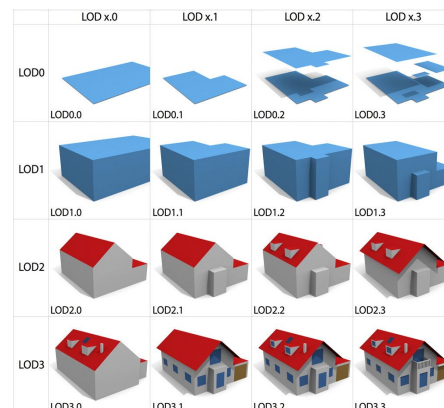 LOD x.0 LOD x.1 LOD x.2 LOD x.3
LOD0
LOD0.0 LOD0.1 LOD0.2 LOD0.3
LOD1
LOD1.0 LOD1.1 LOD1.2 LOD1.3
LOD2
LOD2.0 LOD2.1 LOD2.2 LOD2.3
LOD3
LOD3.0 LOD3.1 LOD3.2 LOD3.3